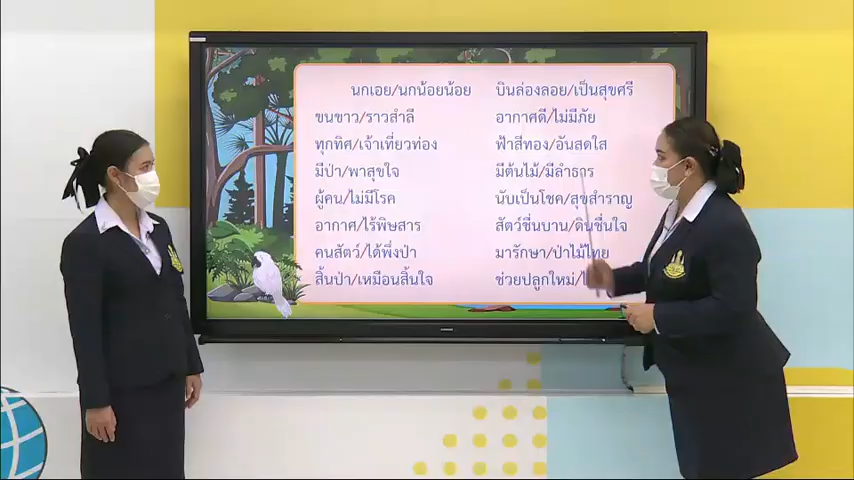 นกเอย/นกน้อยน้อย บินล่องลอย/เป็นสุขศรี
ขนขาว/ราวสำลี อากาศดี/ไม่มีภัย
ทุกทิศ/เจ้าเที่ยวท่อง ฟ้าสีทอง/อันสดใส
มีป่า/พาสุขใจ มีต้นไม้/มีลำธาร
ผู้คน/ไม่มีโรค นับเป็นโชค/สุขสำราญ
อากาศ/ไร้พิษสาร สัตว์ชื่นบาน/ดินชื่นใจ
คนสัตว์/ได้พึ่งป่า มารักษา/ป่าไม้ไทย
สิ้นป่า/เหมือนสิ้นใจ ช่วยปลูกใหม่/